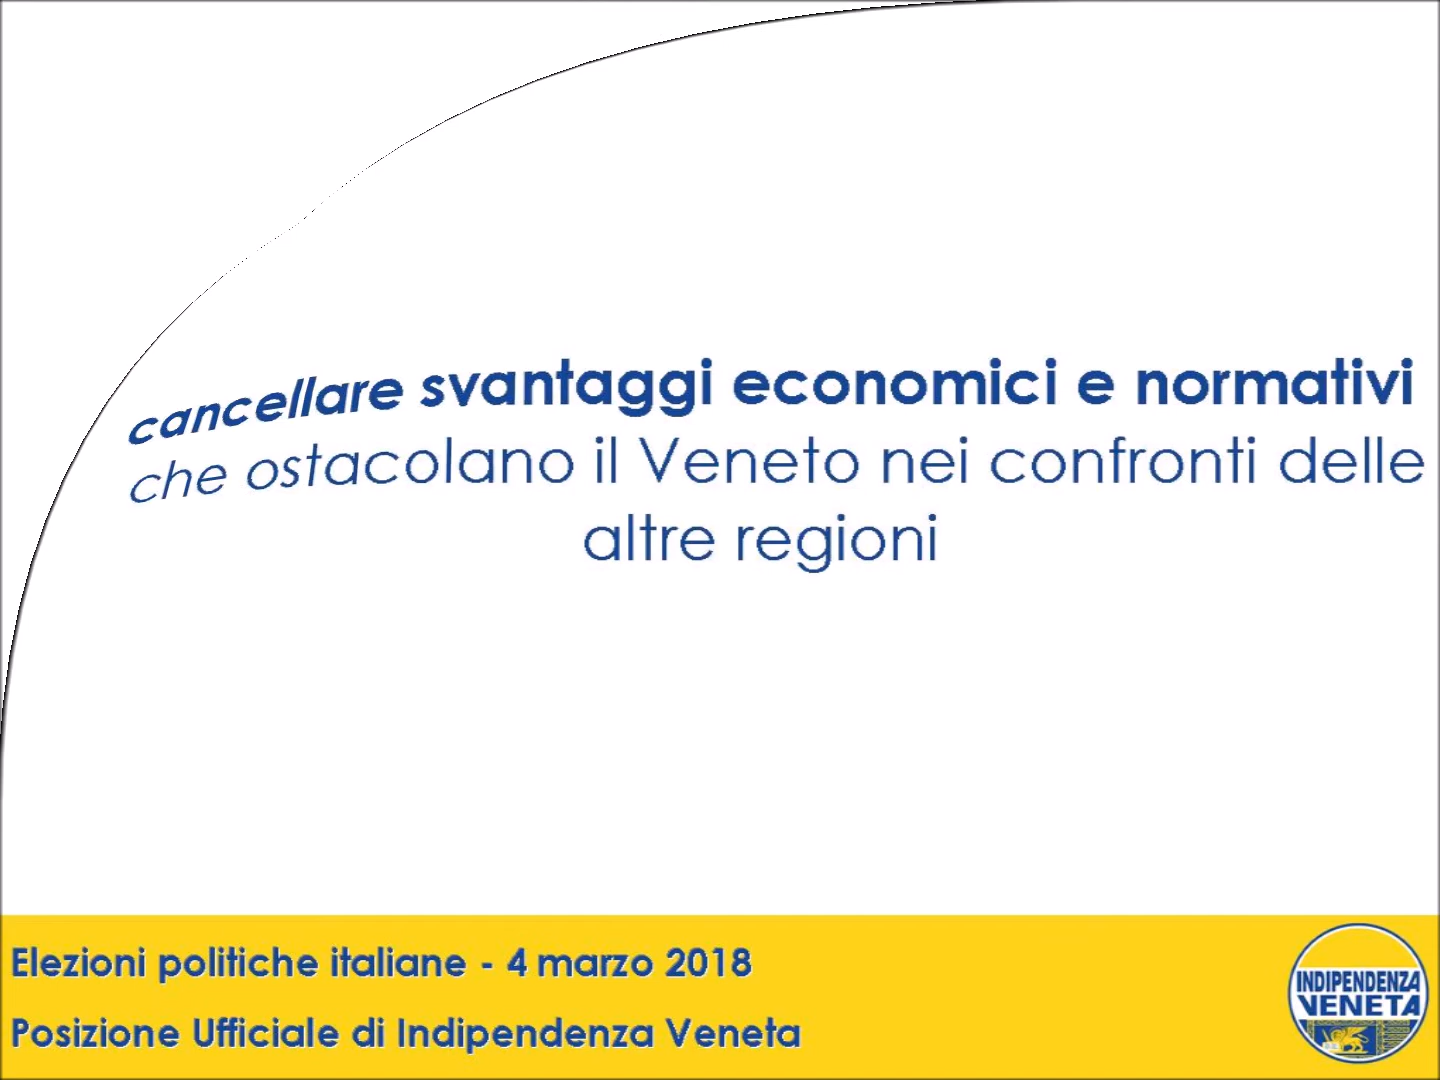 cancellare svantaggi economici e normativi
che ostacolano il Veneto nei confronti delle
altre regioni
Elezioni politiche italiane - 4 marzo 2018
Posizione Ufficiale di Indipendenza Veneta
INDIPENDENZA
VENETA